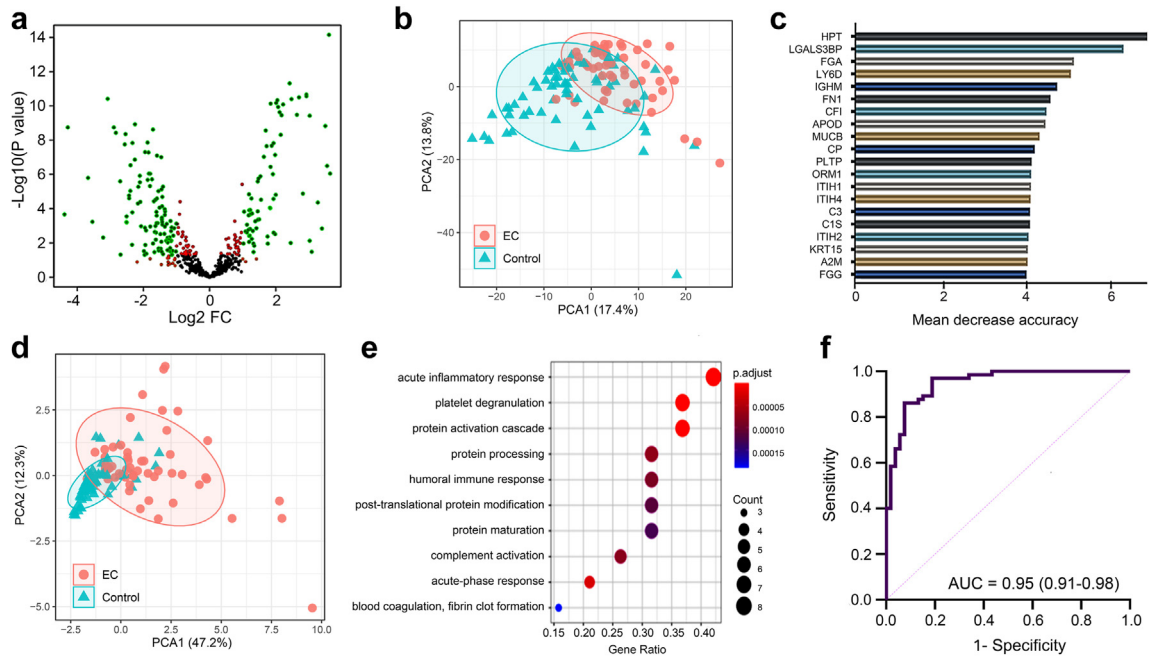 a
14
12
10
8
6
4
2
0
-Log10(P value)
-4
-2
0
2
Log2 FC
b
0
-20
-40
PCA2 (13.8%)
EC
Control
-20
-10
0
10
20
PCA1 (17.4%)
c
HPT
LGALS3BP
FGA
LY6D
IGHM
FN1
CFI
APOD
MUCB
CP
PLTP
ORM1
ITIH1
ITIH4
C3
C1S
ITIH2
KRT15
A2M
FGG
0
2
4
6
Mean decrease accuracy
d
2.5
0.0
-2.5
-5.0
PCA2 (12.3%)
EC
Control
-2.5
0.0
2.5
5.0
7.5
10.0
PCA1 (47.2%)
e
acute inflammatory response
platelet degranulation
protein activation cascade
protein processing
humoral immune response
post-translational protein modification
protein maturation
complement activation
acute-phase response
blood coagulation, fibrin clot formation
0.15
0.20
0.25
0.30
0.35
0.40
Gene Ratio
p.adjust
0.00005
0.00010
0.00015
Count
3
4
5
6
7
8
f
1.0
0.8
0.6
0.4
0.2
0.0
Sensitivity
AUC = 0.95 (0.91-0.98)
0.0
0.2
0.4
0.6
0.8
1.0
1- Specificity